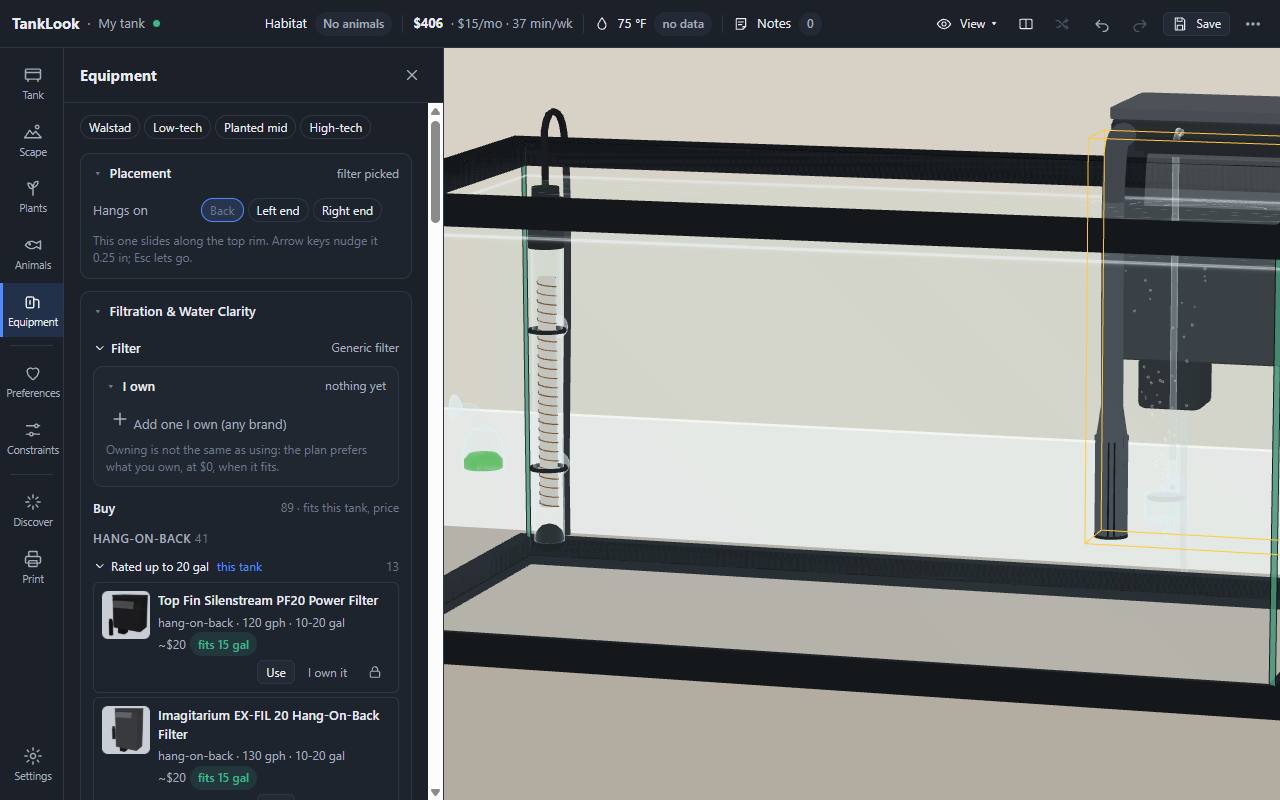 TankLook · My tank
Habitat No animals $406 · $15/mo · 37 min/wk 75 °F no data Notes 0 View Save
Tank
Scape
Plants
Animals
Equipment
Preferences
Constraints
Discover
Print
Settings
Equipment
Walstad Low-tech Planted mid High-tech
Placement filter picked
Hangs on Back Left end Right end
This one slides along the top rim. Arrow keys nudge it
0.25 in; Esc lets go.
Filtration & Water Clarity
Filter Generic filter
I own nothing yet
Add one I own (any brand)
Owning is not the same as using: the plan prefers
what you own, at $0, when it fits.
Buy 89 · fits this tank, price
HANG-ON-BACK 41
Rated up to 20 gal this tank 13
Top Fin Silenstream PF20 Power Filter
hang-on-back · 120 gph · 10-20 gal
~$20 fits 15 gal
Use I own it
Imagitarium EX-FIL 20 Hang-On-Back
Filter
hang-on-back · 130 gph · 10-20 gal
~$20 fits 15 gal